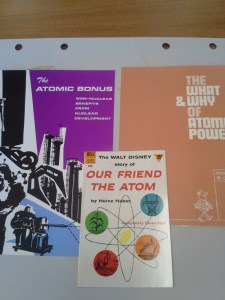 The
ATOMIC BONUS
NON-NUCLEAR
BENEFITS
FROM
NUCLEAR
DEVELOPMENT
THE
WHAT
& WHY
OF
ATOMIC
POWER
The WALT DISNEY
story of
OUR FRIEND
THE ATOM
by Heinz Haber